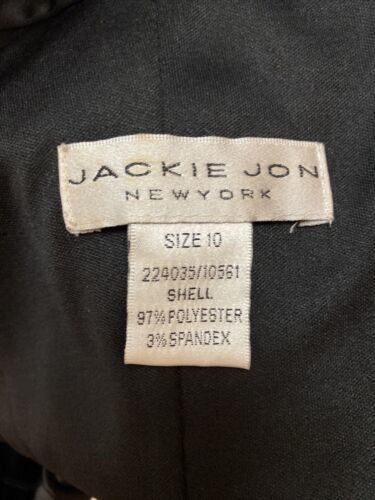 JACKIE JON
NEWYORK
SIZE 10
224035/10561
SHELL
97% POLYESTER
3% SPANDEX